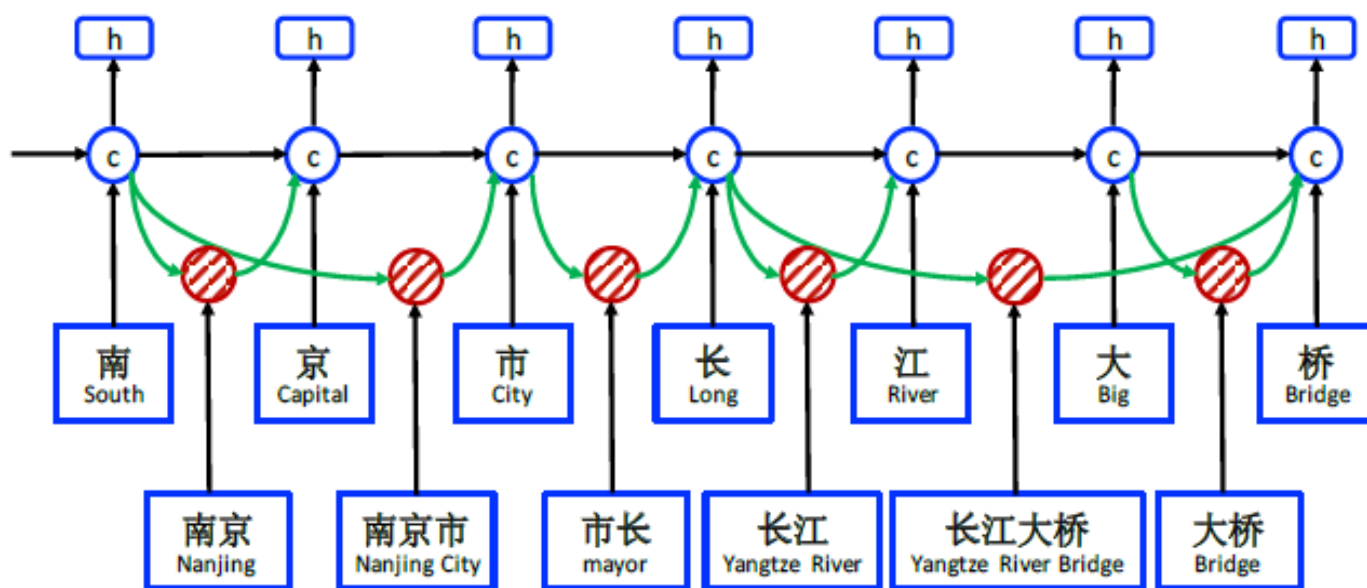 h h h h h h h
c c c c c c c
南 京 市 长 江 大 桥
South Capital City Long River Big Bridge
南京 南京市 市长 长江 长江大桥 大桥
Nanjing Nanjing City mayor Yangtze River Yangtze River Bridge Bridge